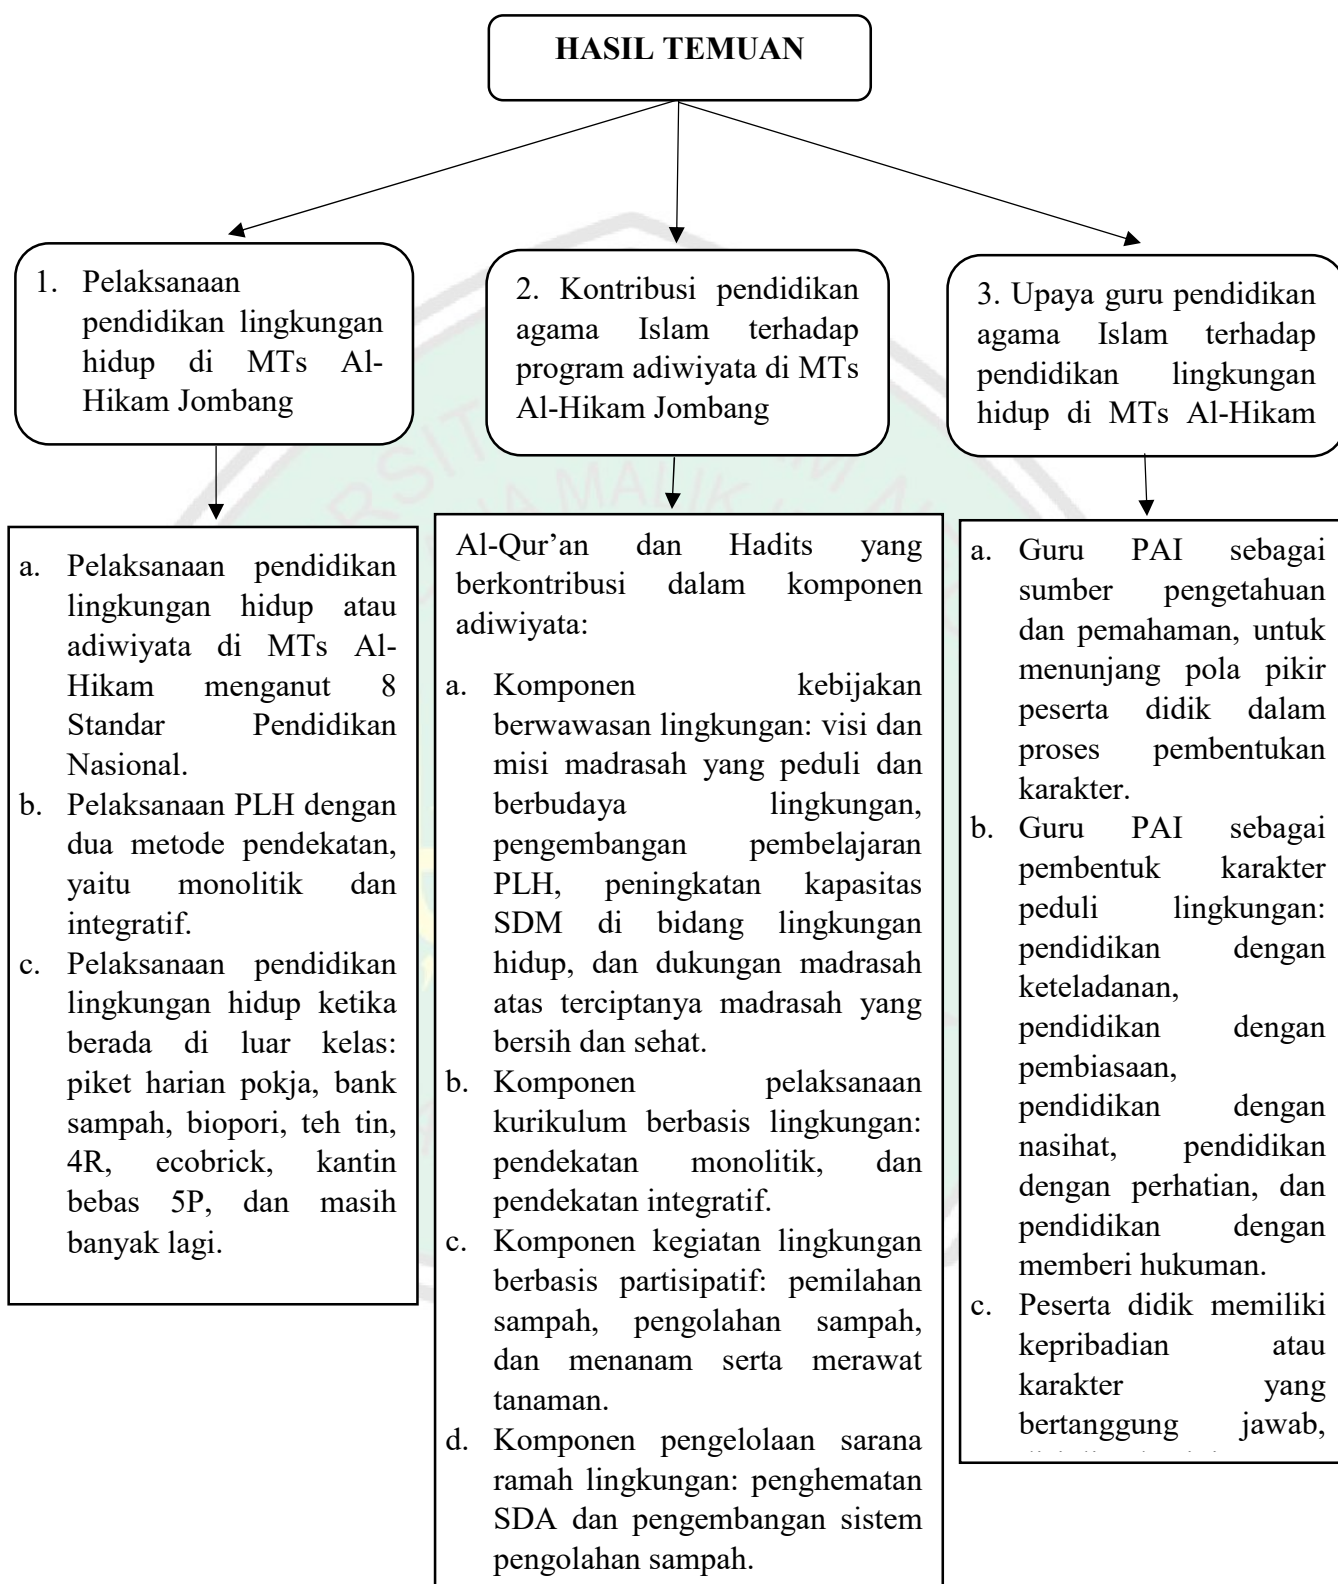 HASIL TEMUAN
1. Pelaksanaan
pendidikan lingkungan
hidup di MTs Al-
Hikam Jombang
2. Kontribusi pendidikan
agama Islam terhadap
program adiwiyata di MTs
Al-Hikam Jombang
3. Upaya guru pendidikan
agama Islam terhadap
pendidikan lingkungan
hidup di MTs Al-Hikam
a. Pelaksanaan pendidikan
lingkungan hidup atau
adiwiyata di MTs Al-
Hikam menganut 8
Standar Pendidikan
Nasional.
b. Pelaksanaan PLH dengan
dua metode pendekatan,
yaitu monolitik dan
integratif.
c. Pelaksanaan pendidikan
lingkungan hidup ketika
berada di luar kelas:
piket harian pokja, bank
sampah, biopori, teh tin,
4R, ecobrick, kantin
bebas 5P, dan masih
banyak lagi.
Al-Qur’an dan Hadits yang
berkontribusi dalam komponen
adiwiyata:
a. Komponen kebijakan
berwawasan lingkungan: visi dan
misi madrasah yang peduli dan
berbudaya lingkungan,
pengembangan pembelajaran
PLH, peningkatan kapasitas
SDM di bidang lingkungan
hidup, dan dukungan madrasah
atas terciptanya madrasah yang
bersih dan sehat.
b. Komponen pelaksanaan
kurikulum berbasis lingkungan:
pendekatan monolitik, dan
pendekatan integratif.
c. Komponen kegiatan lingkungan
berbasis partisipatif: pemilahan
sampah, pengolahan sampah,
dan menanam serta merawat
tanaman.
d. Komponen pengelolaan sarana
ramah lingkungan: penghematan
SDA dan pengembangan sistem
pengolahan sampah.
a. Guru PAI sebagai
sumber pengetahuan
dan pemahaman, untuk
menunjang pola pikir
peserta didik dalam
proses pembentukan
karakter.
b. Guru PAI sebagai
pembentuk karakter
peduli lingkungan:
pendidikan dengan
keteladanan,
pendidikan dengan
pembiasaan,
pendidikan dengan
nasihat, pendidikan
dengan perhatian, dan
pendidikan dengan
memberi hukuman.
c. Peserta didik memiliki
kepribadian atau
karakter yang
bertanggung jawab,